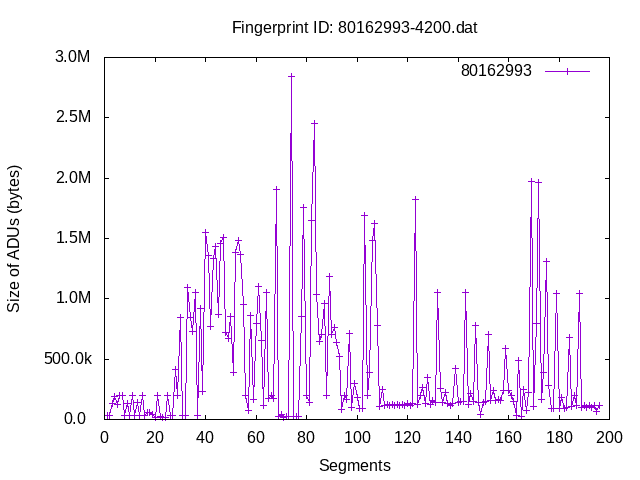 Fingerprint ID: 80162993-4200.dat
80162993
3.0M
2.5M
2.0M
1.5M
1.0M
500.0k
0.0
Size of ADUs (bytes)
0 20 40 60 80 100 120 140 160 180 200
Segments